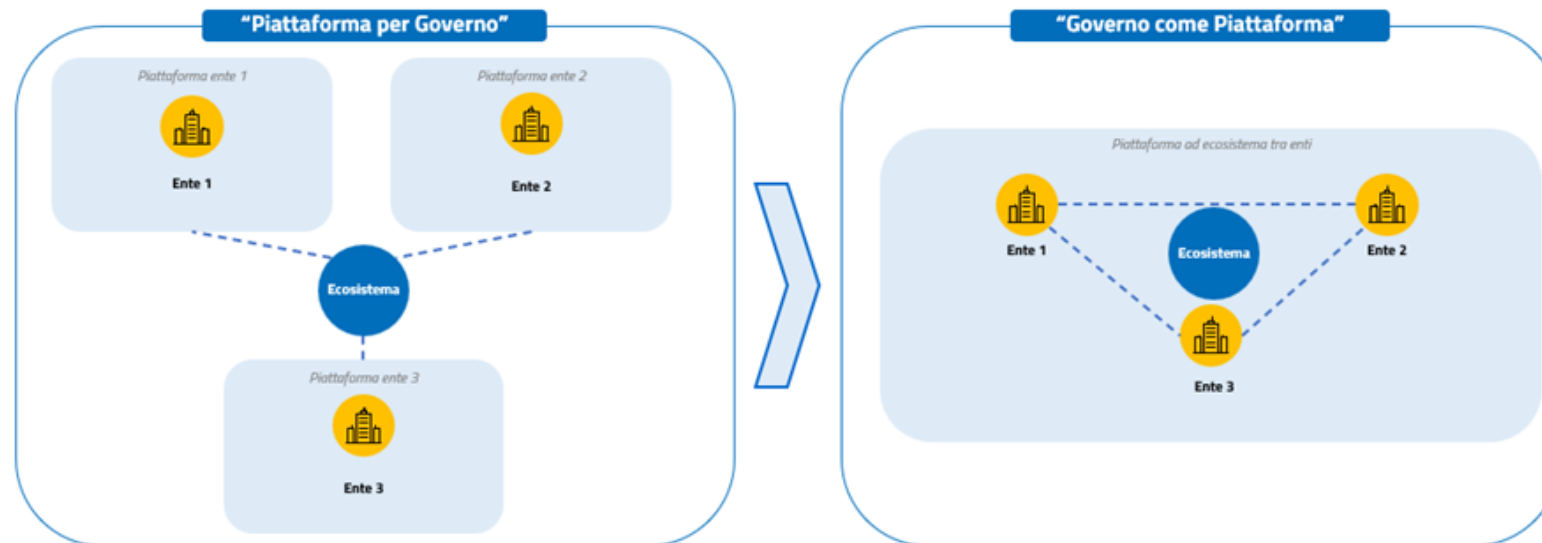 “Piattaforma per Governo”
Piattaforma ente 1
Ente 1
Piattaforma ente 2
Ente 2
Ecosistema
Piattaforma ente 3
Ente 3
“Governo come Piattaforma”
Piattaforma ad ecosistema tra enti
Ente 1
Ecosistema
Ente 2
Ente 3